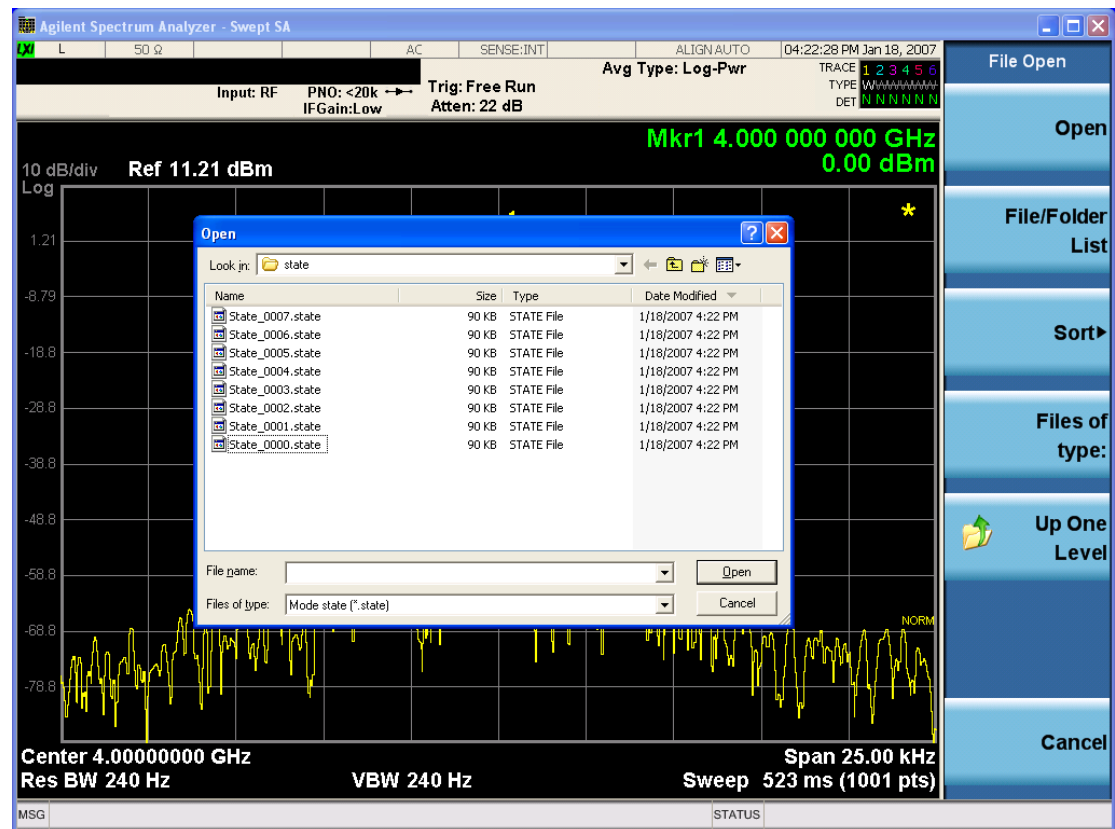 Agilent Spectrum Analyzer - Swept SA
LXI L 50 Ω AC SENSE:INT ALIGN AUTO 04:22:28 PM Jan 18, 2007
Input: RF PNO: <20k Trig: Free Run Avg Type: Log-Pwr TRACE 1 2 3 4 5 6
IFGain:Low Atten: 22 dB TYPE
DET N N N N N N
Mkr1 4.000 000 000 GHz
0.00 dBm
10 dB/div Ref 11.21 dBm
Log
1.21
-8.79
-18.8
-28.8
-38.8
-48.8
-58.8
-68.8
-78.8
NORM
Open
Look in: state
Name Size Type Date Modified
State_0007.state 90 KB STATE File 1/18/2007 4:22 PM
State_0006.state 90 KB STATE File 1/18/2007 4:22 PM
State_0005.state 90 KB STATE File 1/18/2007 4:22 PM
State_0004.state 90 KB STATE File 1/18/2007 4:22 PM
State_0003.state 90 KB STATE File 1/18/2007 4:22 PM
State_0002.state 90 KB STATE File 1/18/2007 4:22 PM
State_0001.state 90 KB STATE File 1/18/2007 4:22 PM
State_0000.state 90 KB STATE File 1/18/2007 4:22 PM
File name: Open
Files of type: Mode state (*.state) Cancel
Center 4.00000000 GHz Span 25.00 kHz
Res BW 240 Hz VBW 240 Hz Sweep 523 ms (1001 pts)
MSG STATUS
File Open
Open
File/Folder
List
Sort
Files of
type:
Up One
Level
Cancel